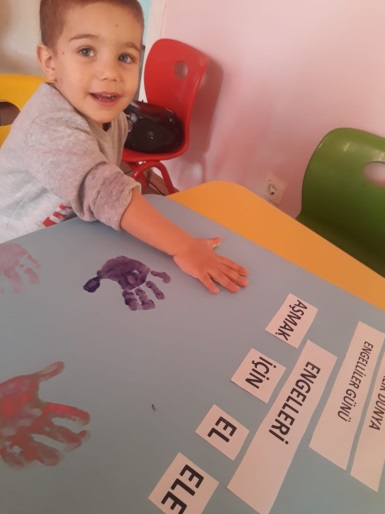 DÜNYA
ENGELLİLER GÜNÜ
ENGELLERİ
AŞMAK İÇİN EL ELE